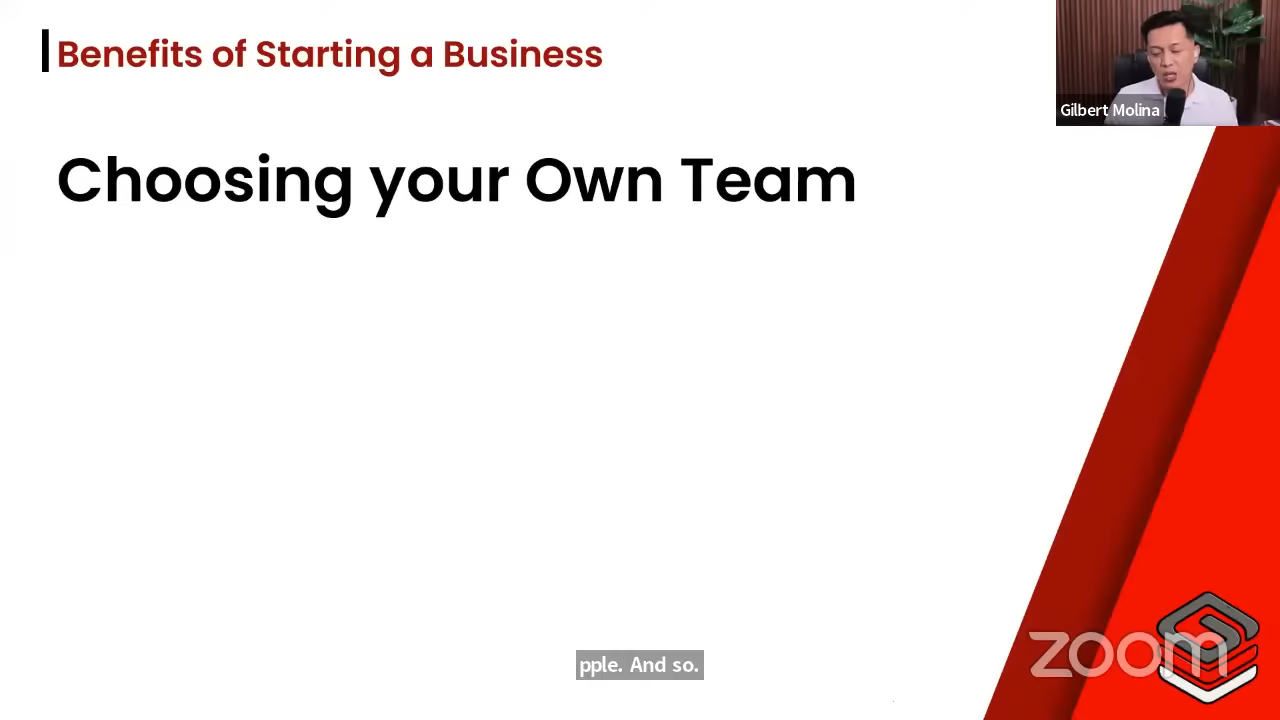 Benefits of Starting a Business
Gilbert Molina
Choosing your Own Team
pple. And so.
zoom